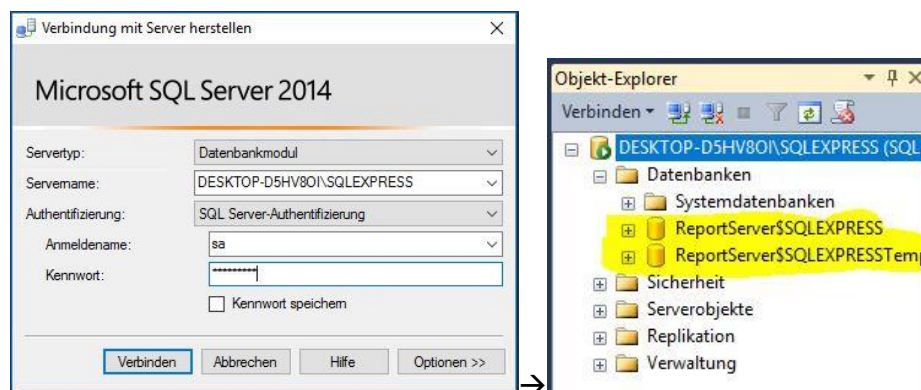 Verbindung mit Server herstellen
Microsoft SQL Server 2014
Servertyp: Datenbankmodul
Servername: DESKTOP-D5HV8OI\SQLEXPRESS
Authentifizierung: SQL Server-Authentifizierung
Anmeldename: sa
Kennwort: *********
Kennwort speichern
Verbinden Abbrechen Hilfe Optionen >>
→
Objekt-Explorer
Verbinden
DESKTOP-D5HV8OI\SQLEXPRESS (SQL
Datenbanken
Systemdatenbanken
ReportServer$SQLEXPRESS
ReportServer$SQLEXPRESSTemp
Sicherheit
Serverobjekte
Replikation
Verwaltung